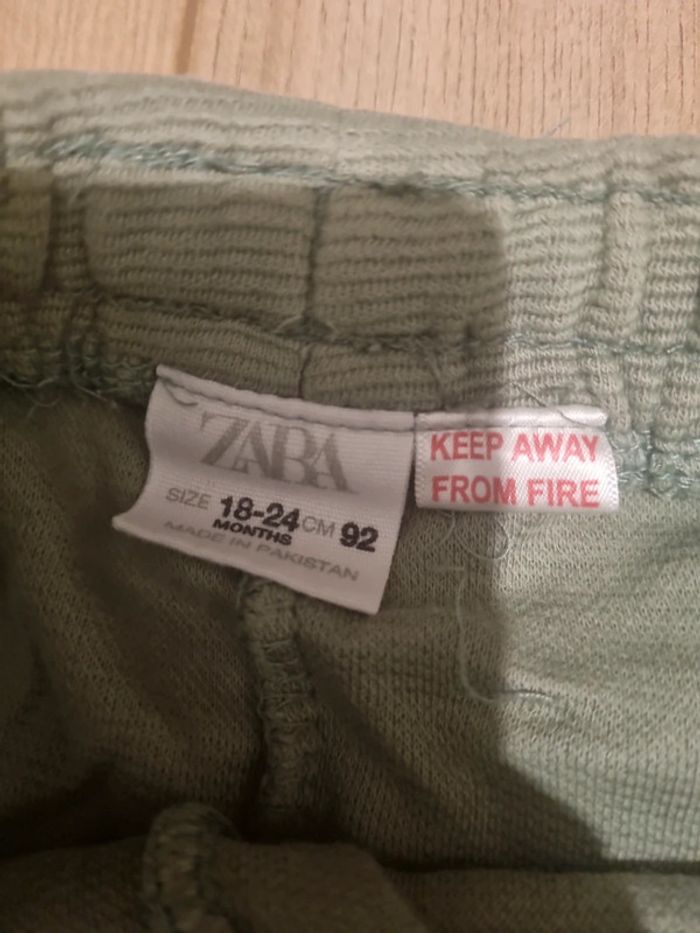 ZARA
SIZE 18-24 CM 92
MONTHS
MADE IN PAKISTAN
KEEP AWAY
FROM FIRE